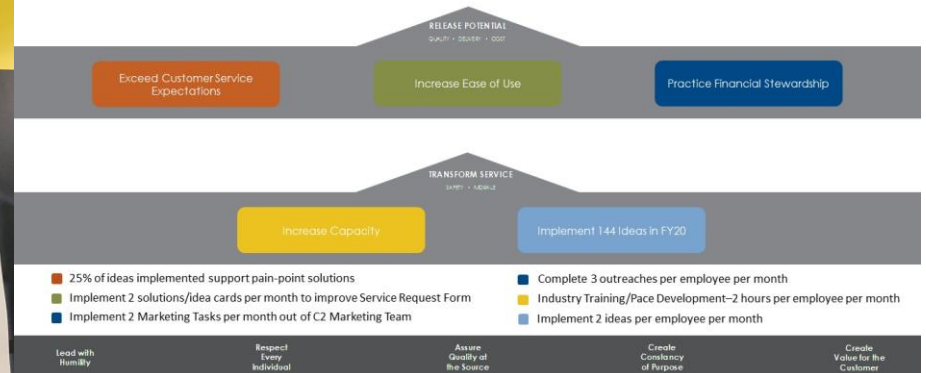 RELEASE POTENTIAL
QUALITY • DELIVERY • COST
Exceed Customer Service
Expectations
Increase Ease of Use
Practice Financial Stewardship
TRANSFORM SERVICE
SAFETY • MORALE
Increase Capacity
Implement 144 Ideas in FY20
25% of ideas implemented support pain-point solutions
Implement 2 solutions/idea cards per month to improve Service Request Form
Implement 2 Marketing Tasks per month out of C2 Marketing Team
Complete 3 outreaches per employee per month
Industry Training/Pace Development–2 hours per employee per month
Implement 2 ideas per employee per month
Lead with
Humility
Respect
Every
Individual
Assure
Quality at
the Source
Create
Constancy
of Purpose
Create
Value for the
Customer